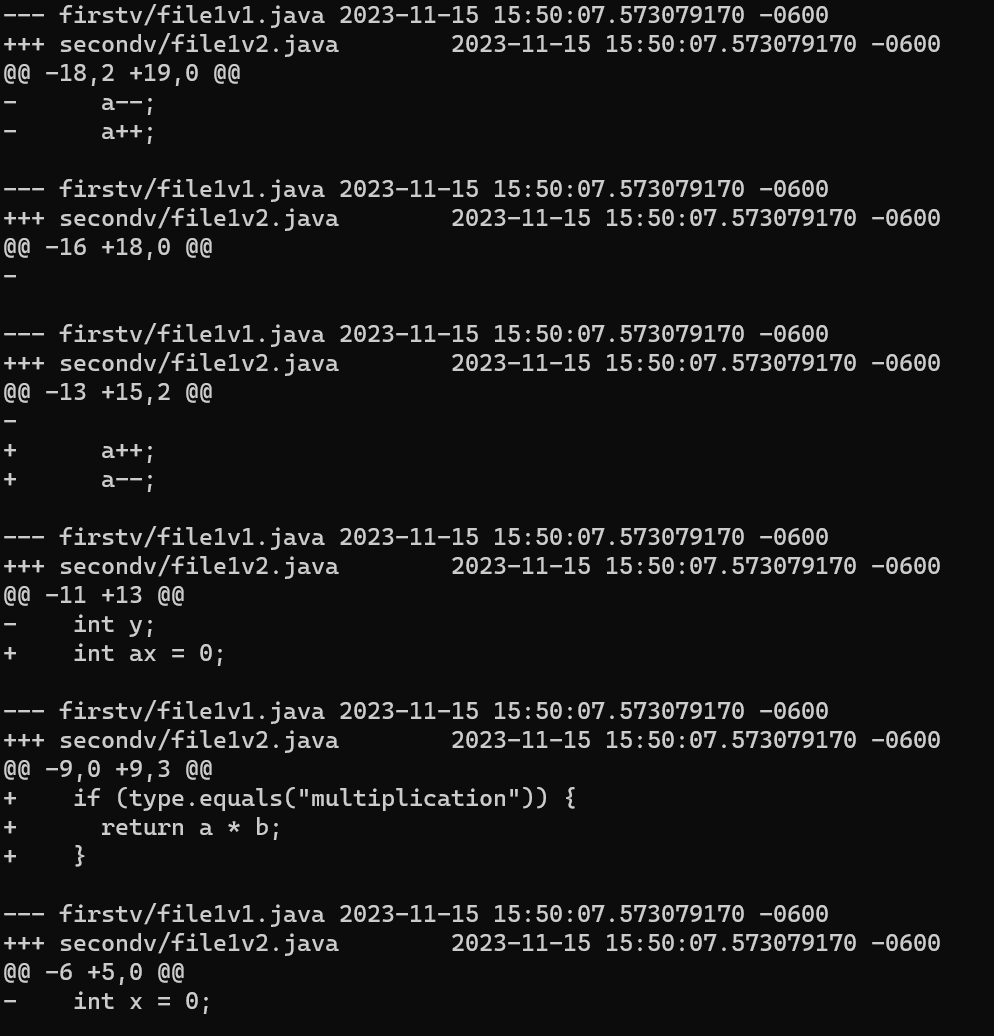 --- firstv/file1v1.java 2023-11-15 15:50:07.573079170 -0600
+++ secondv/file1v2.java        2023-11-15 15:50:07.573079170 -0600
@@ -18,2 +19,0 @@
-      a--;
-      a++;

--- firstv/file1v1.java 2023-11-15 15:50:07.573079170 -0600
+++ secondv/file1v2.java        2023-11-15 15:50:07.573079170 -0600
@@ -16 +18,0 @@
-

--- firstv/file1v1.java 2023-11-15 15:50:07.573079170 -0600
+++ secondv/file1v2.java        2023-11-15 15:50:07.573079170 -0600
@@ -13 +15,2 @@
-
+      a++;
+      a--;

--- firstv/file1v1.java 2023-11-15 15:50:07.573079170 -0600
+++ secondv/file1v2.java        2023-11-15 15:50:07.573079170 -0600
@@ -11 +13 @@
-    int y;
+    int ax = 0;

--- firstv/file1v1.java 2023-11-15 15:50:07.573079170 -0600
+++ secondv/file1v2.java        2023-11-15 15:50:07.573079170 -0600
@@ -9,0 +9,3 @@
+    if (type.equals("multiplication")) {
+      return a * b;
+    }

--- firstv/file1v1.java 2023-11-15 15:50:07.573079170 -0600
+++ secondv/file1v2.java        2023-11-15 15:50:07.573079170 -0600
@@ -6 +5,0 @@
-    int x = 0;